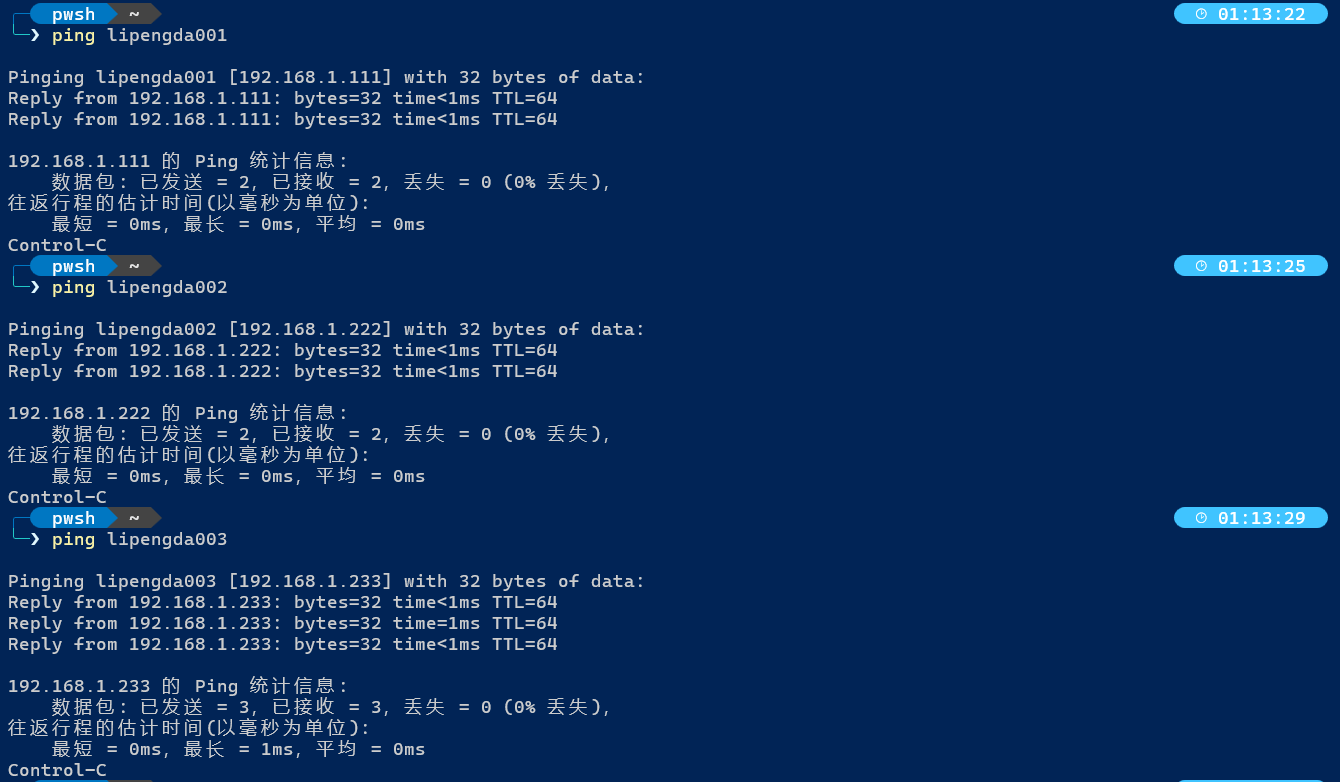 pwsh ~ 01:13:22
❯ ping lipengda001
Pinging lipengda001 [192.168.1.111] with 32 bytes of data:
Reply from 192.168.1.111: bytes=32 time<1ms TTL=64
Reply from 192.168.1.111: bytes=32 time<1ms TTL=64
192.168.1.111 的 Ping 统计信息:
数据包: 已发送 = 2, 已接收 = 2, 丢失 = 0 (0% 丢失),
往返行程的估计时间(以毫秒为单位):
最短 = 0ms, 最长 = 0ms, 平均 = 0ms
Control-C
pwsh ~ 01:13:25
❯ ping lipengda002
Pinging lipengda002 [192.168.1.222] with 32 bytes of data:
Reply from 192.168.1.222: bytes=32 time<1ms TTL=64
Reply from 192.168.1.222: bytes=32 time<1ms TTL=64
192.168.1.222 的 Ping 统计信息:
数据包: 已发送 = 2, 已接收 = 2, 丢失 = 0 (0% 丢失),
往返行程的估计时间(以毫秒为单位):
最短 = 0ms, 最长 = 0ms, 平均 = 0ms
Control-C
pwsh ~ 01:13:29
❯ ping lipengda003
Pinging lipengda003 [192.168.1.233] with 32 bytes of data:
Reply from 192.168.1.233: bytes=32 time<1ms TTL=64
Reply from 192.168.1.233: bytes=32 time=1ms TTL=64
Reply from 192.168.1.233: bytes=32 time<1ms TTL=64
192.168.1.233 的 Ping 统计信息:
数据包: 已发送 = 3, 已接收 = 3, 丢失 = 0 (0% 丢失),
往返行程的估计时间(以毫秒为单位):
最短 = 0ms, 最长 = 1ms, 平均 = 0ms
Control-C